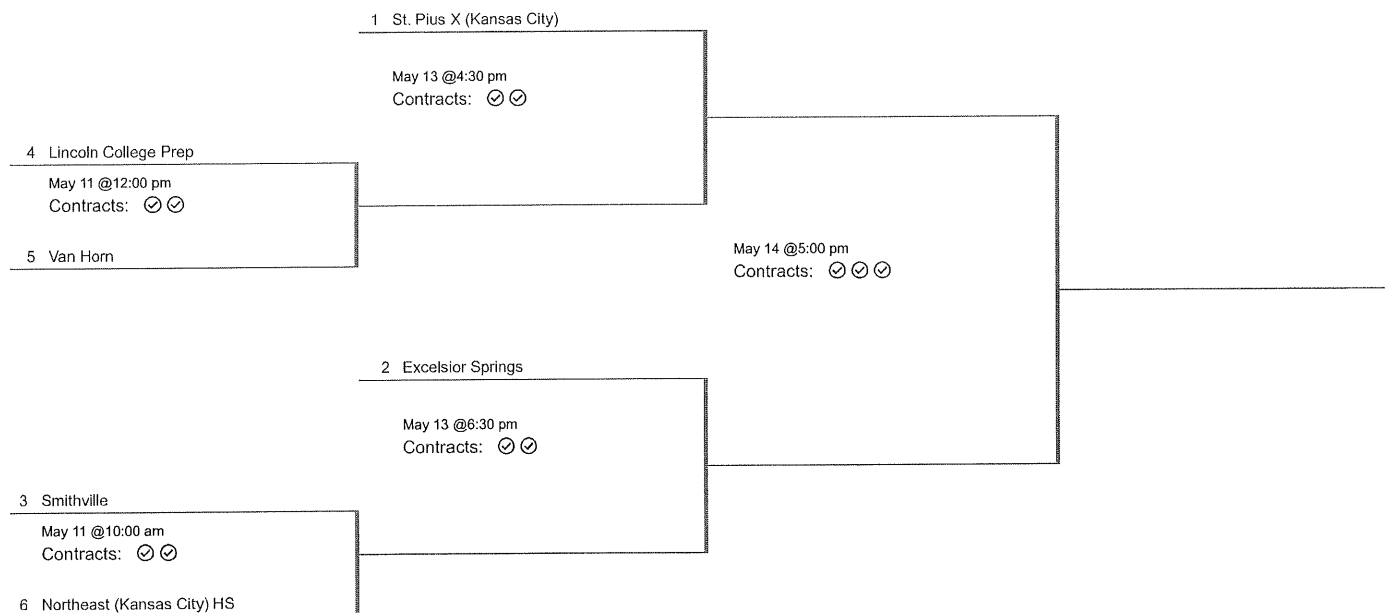 1 St. Pius X (Kansas City)
May 13 @4:30 pm
Contracts:
4 Lincoln College Prep
May 11 @12:00 pm
Contracts:
5 Van Horn
May 14 @5:00 pm
Contracts:
2 Excelsior Springs
May 13 @6:30 pm
Contracts:
3 Smithville
May 11 @10:00 am
Contracts:
6 Northeast (Kansas City) HS